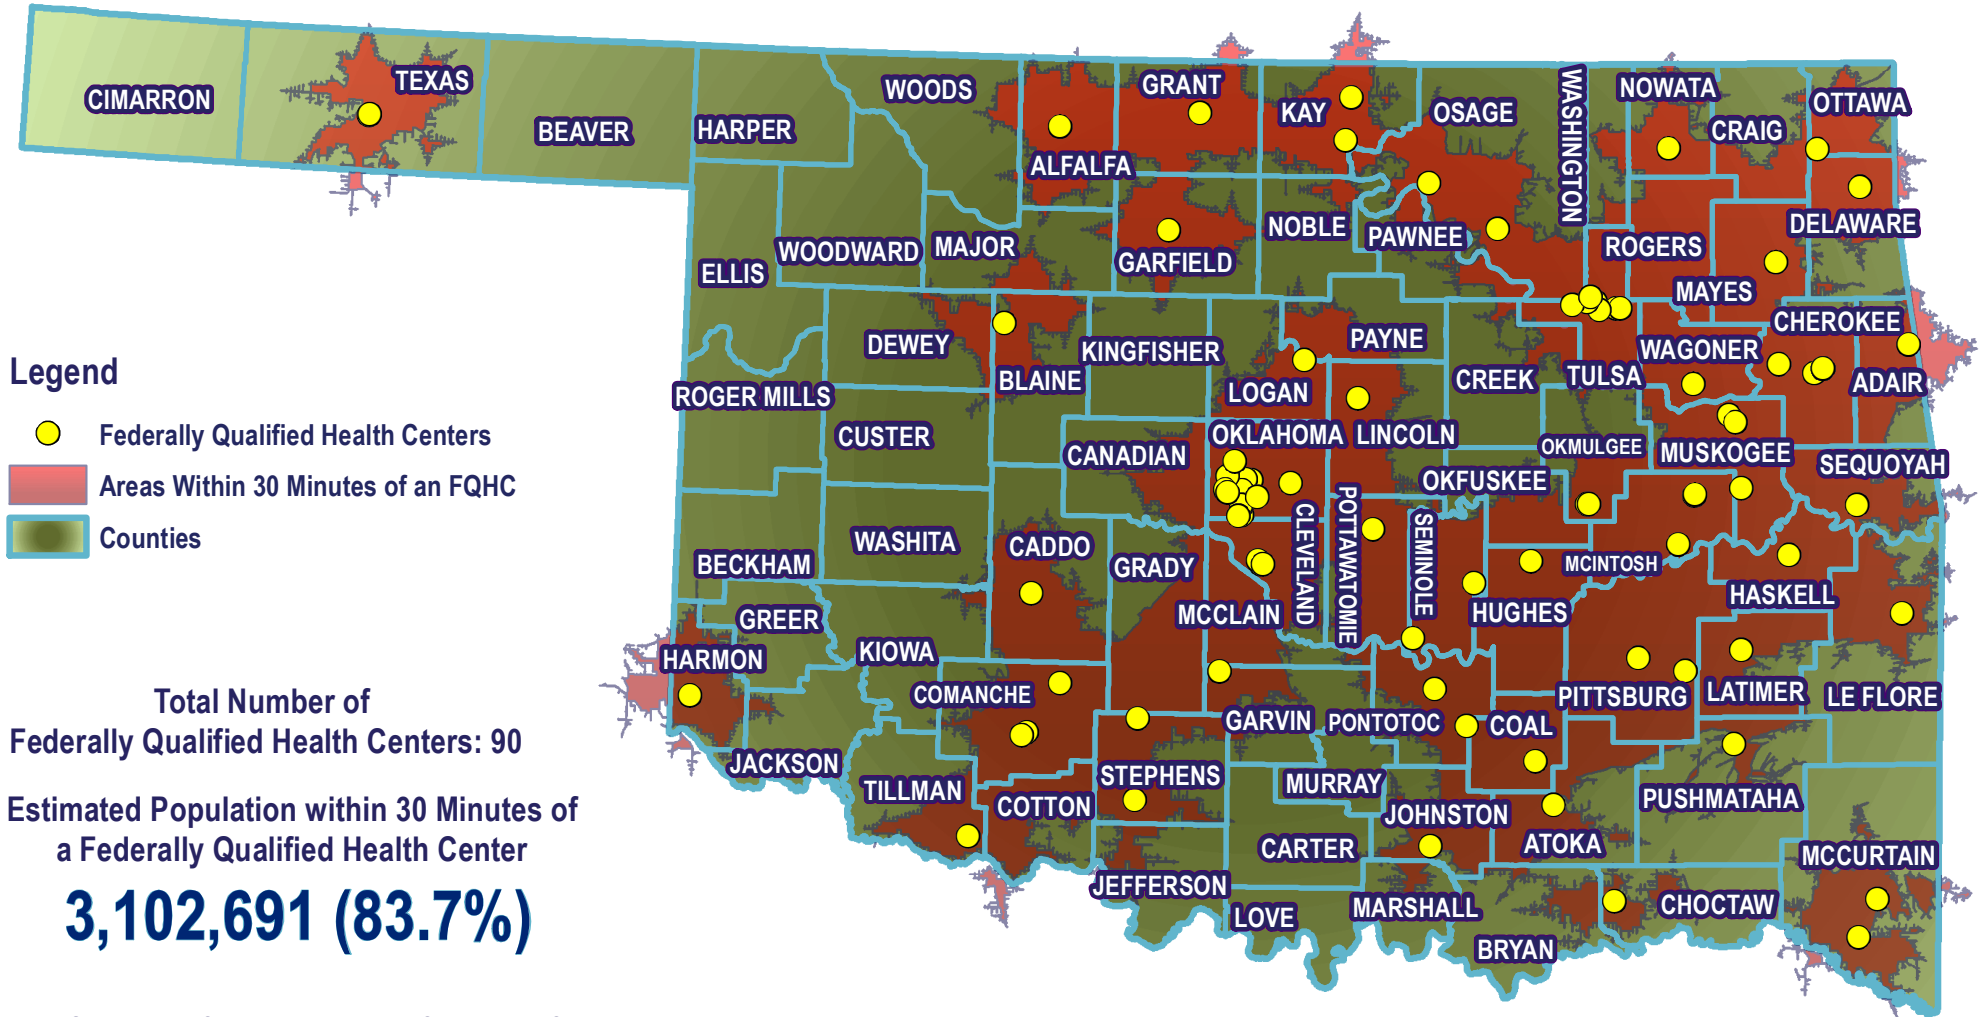 CIMARRON
TEXAS
BEAVER
HARPER
WOODS
ALFALFA
GRANT
KAY
OSAGE
WASHINGTON
NOWATA
CRAIG
OTTAWA
ELLIS
WOODWARD
MAJOR
GARFIELD
NOBLE
PAWNEE
ROGERS
MAYES
DELAWARE
DEWEY
BLAINE
KINGFISHER
LOGAN
PAYNE
CREEK
TULSA
WAGONER
CHEROKEE
ADAIR
ROGER MILLS
CUSTER
CANADIAN
OKLAHOMA
LINCOLN
OKFUSKEE
OKMULGEE
MUSKOGEE
SEQUOYAH
BECKHAM
WASHITA
CADDO
GRADY
MCCLAIN
CLEVELAND
POTTAWATOMIE
SEMINOLE
HUGHES
MCINTOSH
HASKELL
GREER
HARMON
KIOWA
COMANCHE
GARVIN
PONTOTOC
COAL
PITTSBURG
LATIMER
LE FLORE
JACKSON
TILLMAN
COTTON
STEPHENS
MURRAY
JOHNSTON
ATOKA
PUSHMATAHA
JEFFERSON
CARTER
LOVE
MARSHALL
BRYAN
CHOCTAW
MCCURTAIN
Legend
Federally Qualified Health Centers
Areas Within 30 Minutes of an FQHC
Counties
Total Number of
Federally Qualified Health Centers: 90
Estimated Population within 30 Minutes of
a Federally Qualified Health Center
3,102,691 (83.7%)